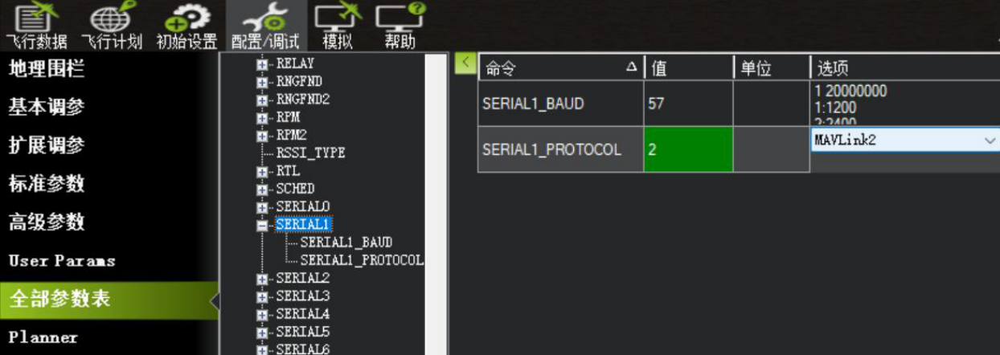 飞行数据 飞行计划 初始设置 配置/调试 模拟 帮助
地理围栏
基本调参
扩展调参
标准参数
高级参数
User Params
全部参数表
Planner
RELAY
RNGFND
RNGFND2
RPM
RPM2
RSSI_TYPE
RTL
SCHED
SERIAL0
SERIAL1
SERIAL1_BAUD
SERIAL1_PROTOCOL
SERIAL2
SERIAL3
SERIAL4
SERIAL5
SERIAL6
命令 值 单位 选项
SERIAL1_BAUD 57 1 20000000
1:1200
2:2400
SERIAL1_PROTOCOL 2 MAVLink2